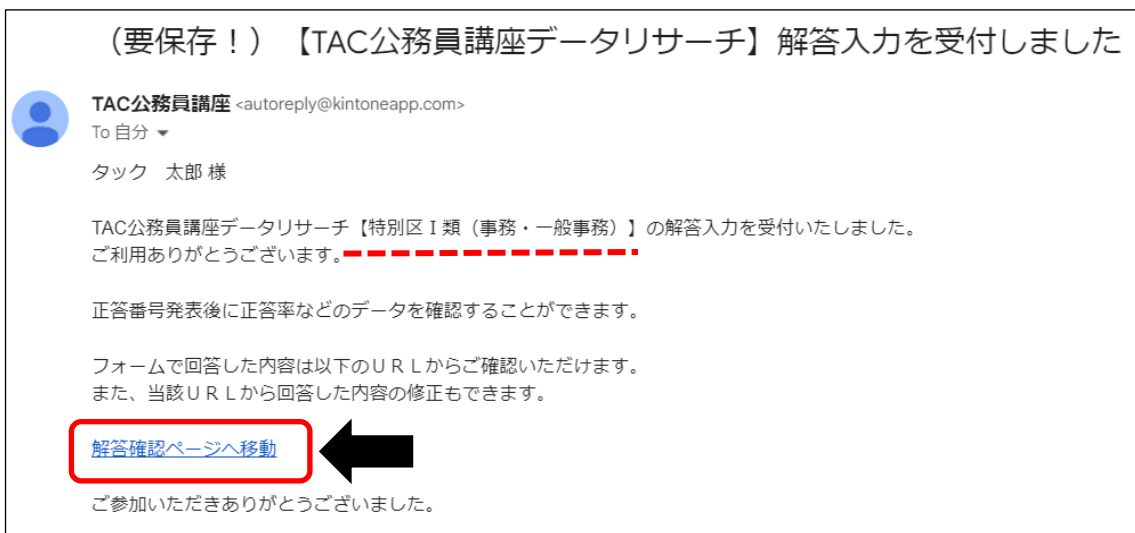 （要保存！）【TAC公務員講座データリサーチ】解答入力を受付しました
TAC公務員講座 <autoreply@kintoneapp.com>
To 自分
タック　太郎 様
TAC公務員講座データリサーチ【特別区Ⅰ類（事務・一般事務）】の解答入力を受付いたしました。
ご利用ありがとうございます。
正答番号発表後に正答率などのデータを確認することができます。
フォームで回答した内容は以下のＵＲＬからご確認いただけます。
また、当該ＵＲＬから回答した内容の修正もできます。
解答確認ページへ移動
ご参加いただきありがとうございました。